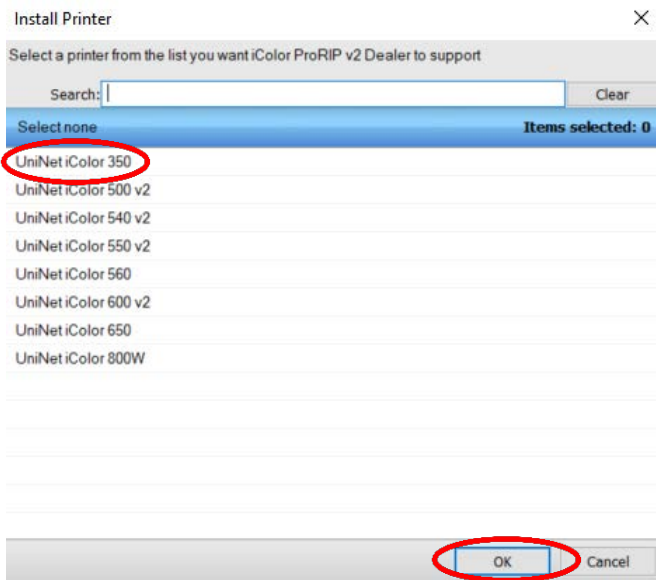 Install Printer
Select a printer from the list you want iColor ProRIP v2 Dealer to support
Search:
Clear
Select none
Items selected: 0
UniNet iColor 350
UniNet iColor 500 v2
UniNet iColor 540 v2
UniNet iColor 550 v2
UniNet iColor 560
UniNet iColor 600 v2
UniNet iColor 650
UniNet iColor 800W
OK
Cancel